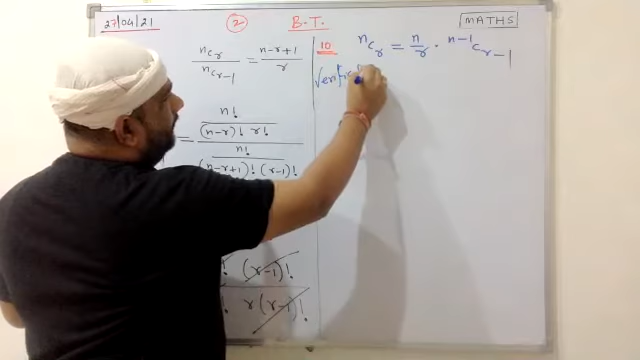 27/04/21 (2) B.T. MATHS
ⁿCᵣ / ⁿCᵣ₋₁ = n-r+1 / r
= n! / (n-r)! r!
n! / (n-r+1)! (r-1)!
! (r-1)!
! r(r-1)!
10 ⁿCᵣ = n/r · ⁿ⁻¹Cᵣ₋₁